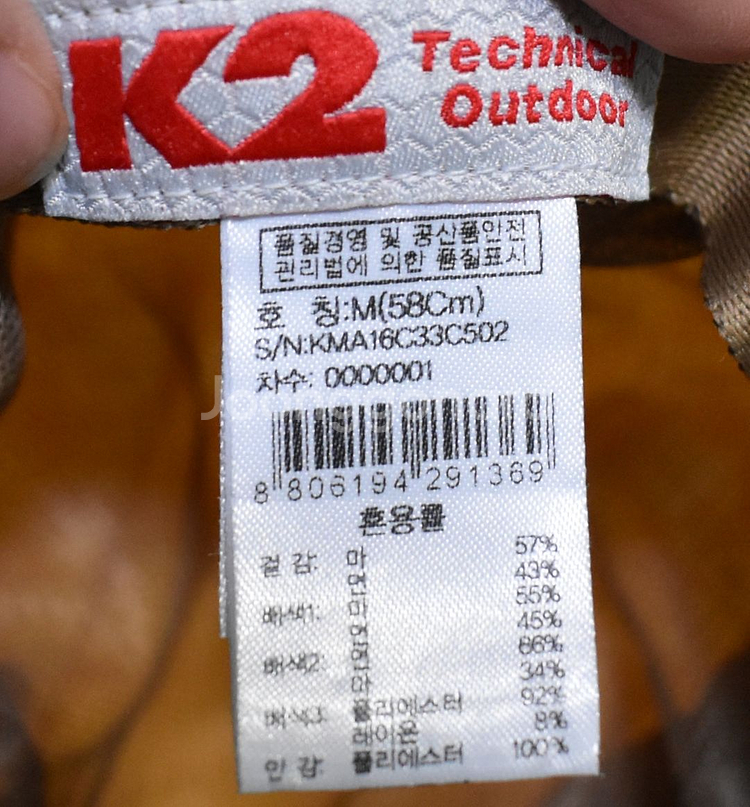 K2 Technical
Outdoor
품질경영 및 공산품안전
관리법에 의한 품질표시
호 칭:M(58Cm)
S/N:KMA16C33C502
차수: 0000001
8 806194 291369
혼용률
겉 감: 마 57%
면 43%
배색1: 마 55%
면 45%
배색2: 면 66%
마 34%
배색3: 폴리에스터 92%
레이온 8%
안 감: 폴리에스터 100%